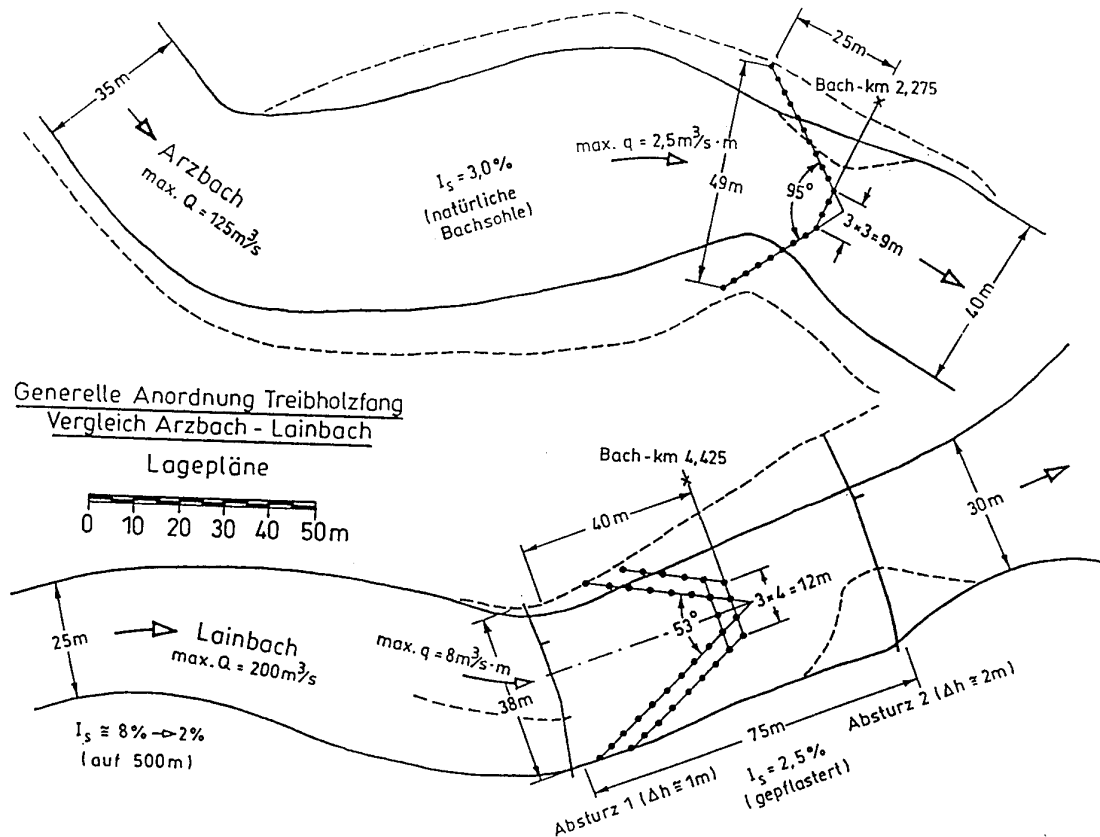 35m
Arzbach
max. Q = 125m³/s
I_s = 3,0%
(natürliche
Bachsohle)
max. q = 2,5m³/s·m
25m
Bach-km 2,275
49m
95°
3×3=9m
40m
Generelle Anordnung Treibholzfang
Vergleich Arzbach - Lainbach
Lagepläne
0 10 20 30 40 50m
Bach-km 4,425
40m
30m
25m
Lainbach
max. Q = 200m³/s
max. q = 8m³/s·m
38m
53°
3×4=12m
I_s ≅ 8% → 2%
(auf 500m)
75m
Absturz 1 (Δh ≅ 1m)
I_s = 2,5%
(gepflastert)
Absturz 2 (Δh ≅ 2m)